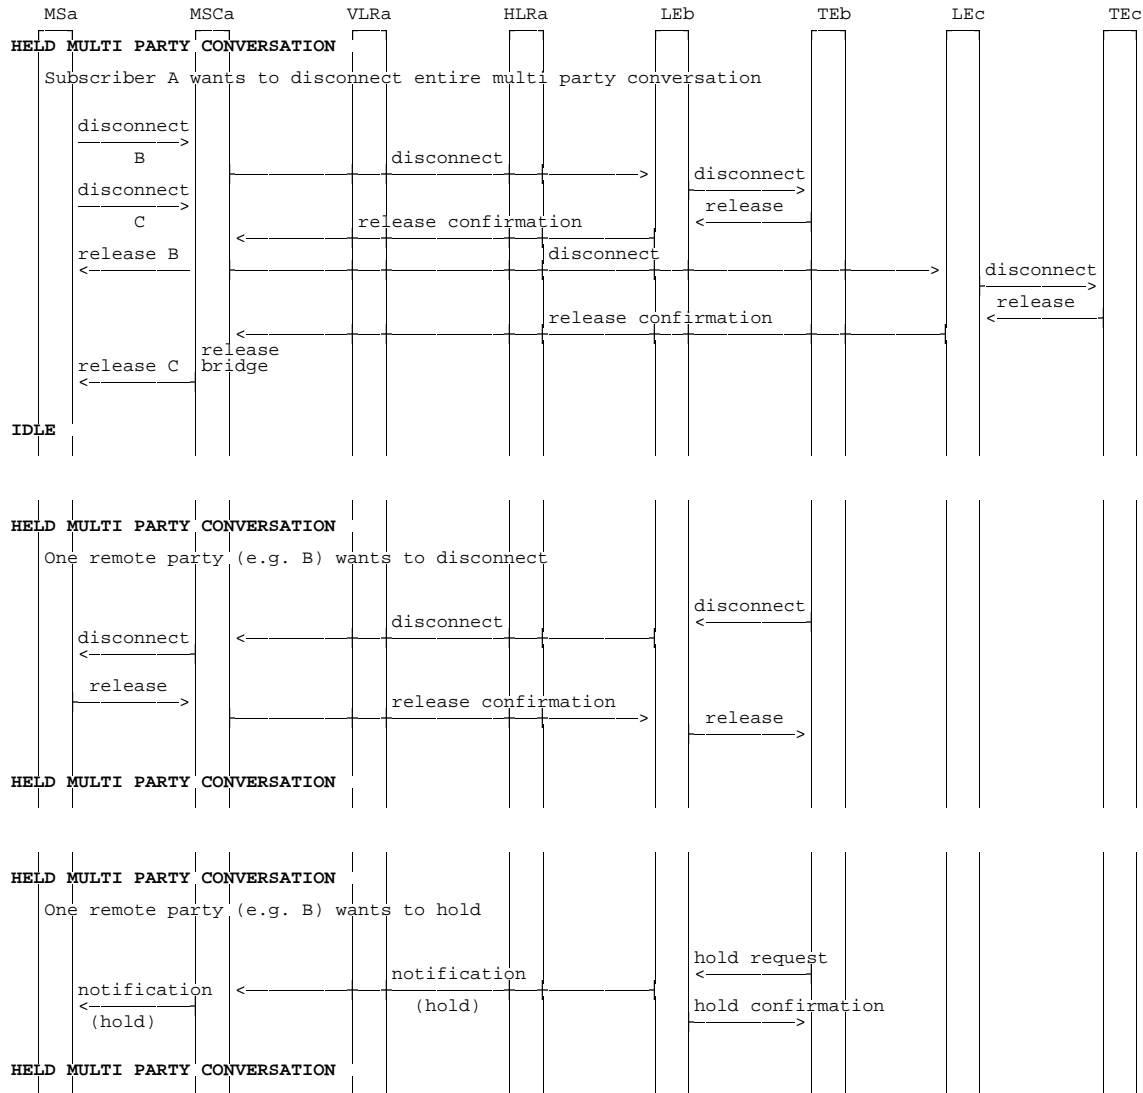 MSa MSCa VLRa HLRa LEb TEb LEc TEc
HELD MULTI PARTY CONVERSATION
Subscriber A wants to disconnect entire multi party conversation
disconnect
B
disconnect
disconnect
disconnect
C
release
release confirmation
release B
disconnect
disconnect
release
release confirmation
release
bridge
release C
IDLE
HELD MULTI PARTY CONVERSATION
One remote party (e.g. B) wants to disconnect
disconnect
disconnect
disconnect
release
release confirmation
release
HELD MULTI PARTY CONVERSATION
HELD MULTI PARTY CONVERSATION
One remote party (e.g. B) wants to hold
hold request
notification
(hold)
notification
(hold)
hold confirmation
HELD MULTI PARTY CONVERSATION